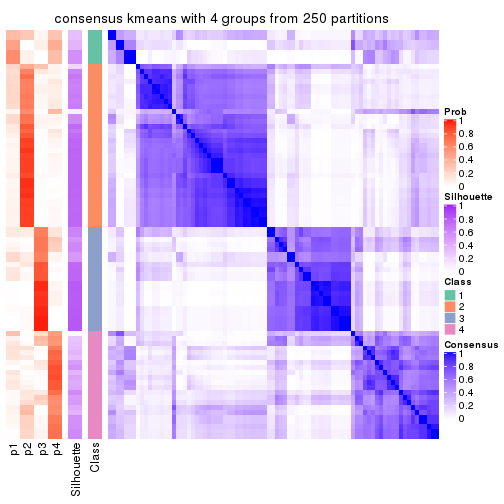 consensus kmeans with 4 groups from 250 partitions
Prob
1
0.8
0.6
0.4
0.2
0
Silhouette
1
0.8
0.6
0.4
0.2
0
Class
1
2
3
4
Consensus
1
0.8
0.6
0.4
0.2
0
p1
p2
p3
p4
Silhouette
Class